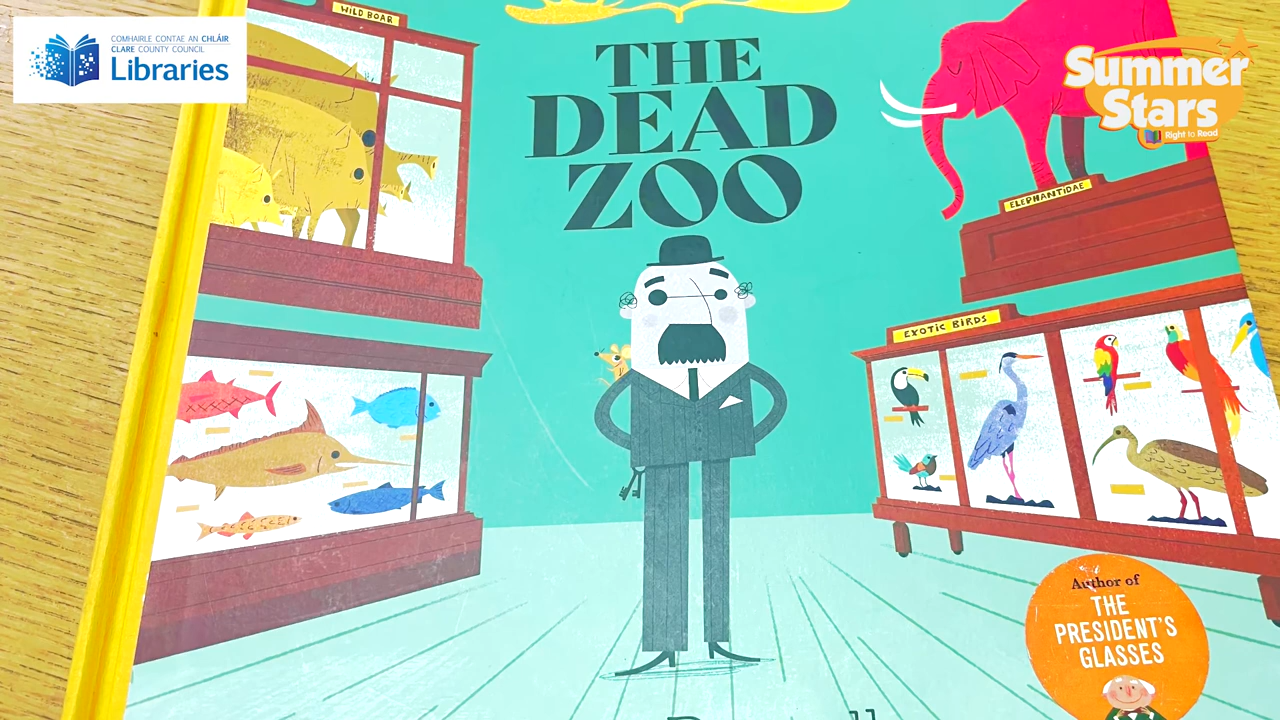 WILD BOAR
COMHAIRLE CONTAE AN CHLÁIR
CLARE COUNTY COUNCIL
Libraries
THE
DEAD
ZOO
Summer
Stars
Right to Read
ELEPHANTIDAE
EXOTIC BIRDS
Author of
THE
PRESIDENT'S
GLASSES